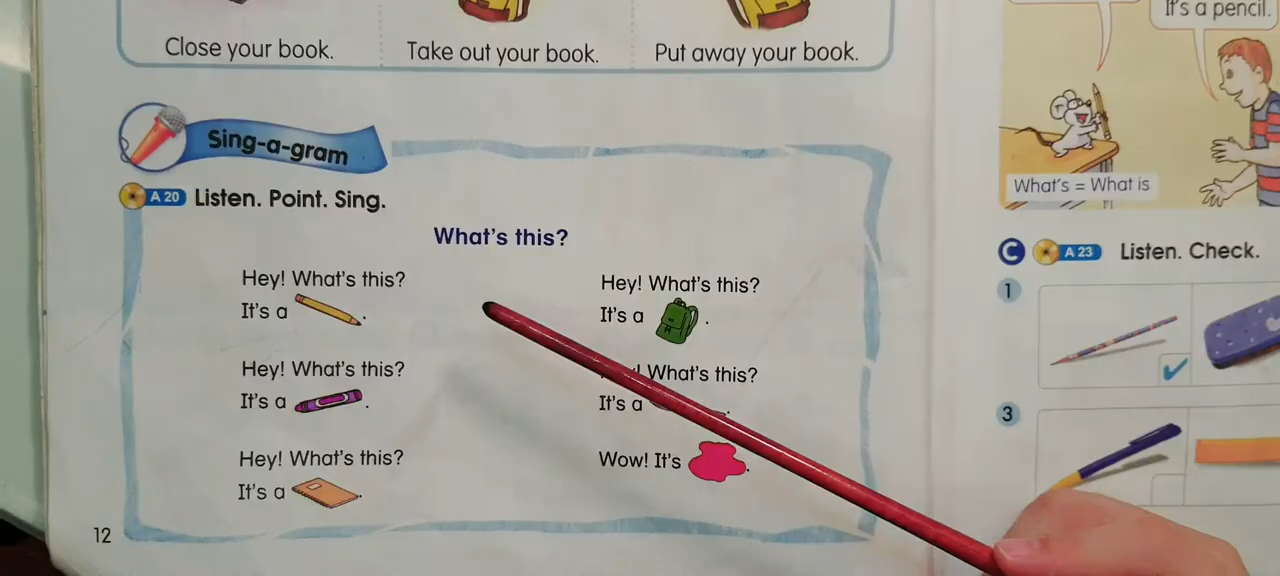 Close your book.
Take out your book.
Put away your book.
Sing-a-gram
A 20 Listen. Point. Sing.
What's this?
Hey! What's this?
It's a .
Hey! What's this?
It's a .
Hey! What's this?
It's a .
Hey! What's this?
It's a .
What's this?
It's a .
Wow! It's .
12
It's a pencil.
What's = What is
C A 23 Listen. Check.
1
3